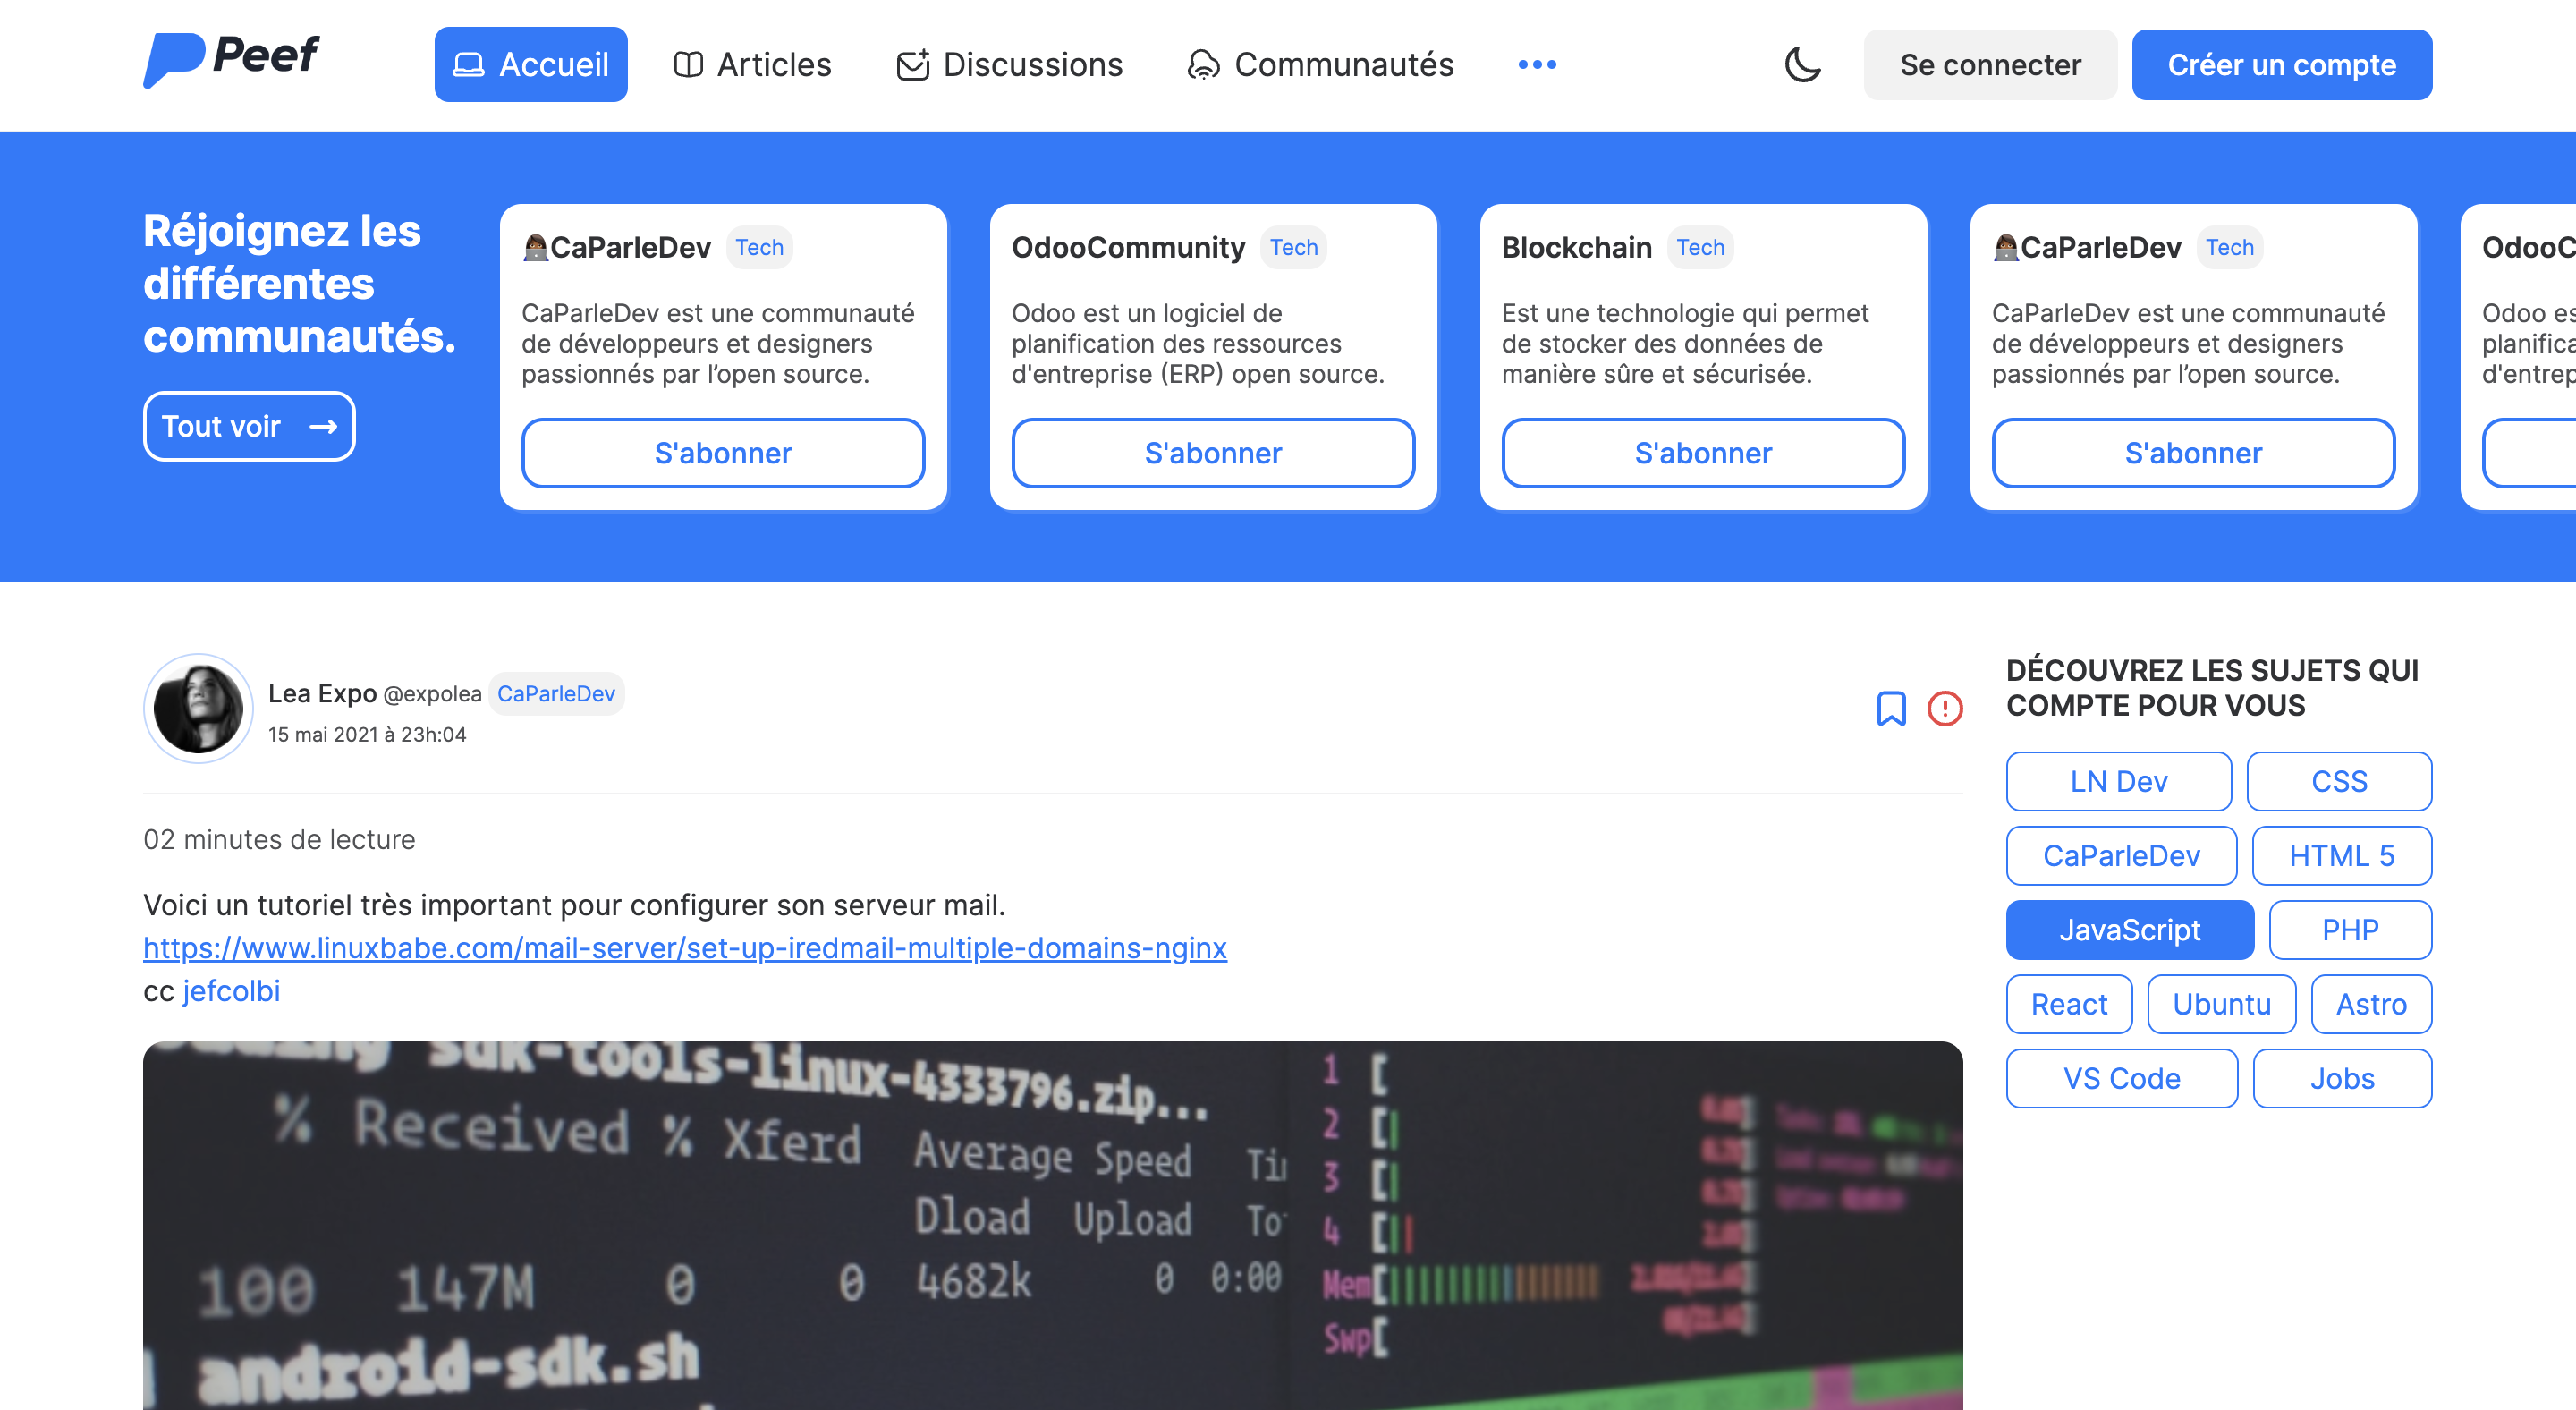 Peef
Accueil
Articles
Discussions
Communautés
Se connecter
Créer un compte
Réjoignez les
différentes
communautés.
Tout voir
CaParleDev Tech
CaParleDev est une communauté
de développeurs et designers
passionnés par l’open source.
S'abonner
OdooCommunity Tech
Odoo est un logiciel de
planification des ressources
d'entreprise (ERP) open source.
S'abonner
Blockchain Tech
Est une technologie qui permet
de stocker des données de
manière sûre et sécurisée.
S'abonner
CaParleDev Tech
CaParleDev est une communauté
de développeurs et designers
passionnés par l’open source.
S'abonner
OdooC
Odoo es
planifica
d'entrep
Lea Expo @expolea CaParleDev
15 mai 2021 à 23h:04
02 minutes de lecture
Voici un tutoriel très important pour configurer son serveur mail.
https://www.linuxbabe.com/mail-server/set-up-iredmail-multiple-domains-nginx
cc jefcolbi
sdk-tools-linux-4333796.zip...
% Received % Xferd Average Speed
Dload Upload
100 147M 0 0 4682k 0 0:00
android-sdk.sh
1 [
2 [
3 [
4 [
Mem[
Swp[
DÉCOUVREZ LES SUJETS QUI
COMPTE POUR VOUS
LN Dev
CSS
CaParleDev
HTML 5
JavaScript
PHP
React
Ubuntu
Astro
VS Code
Jobs